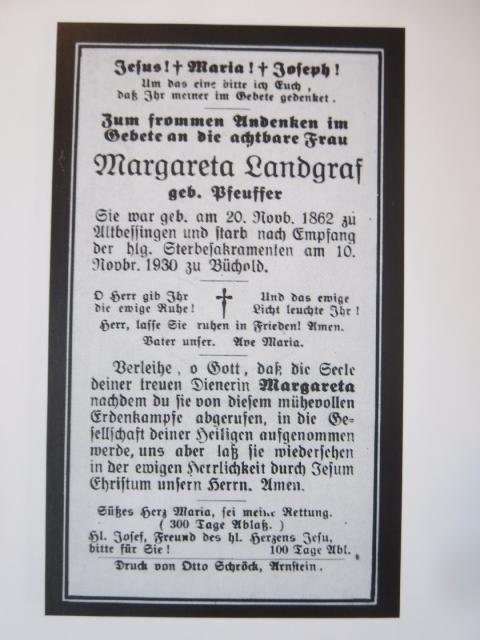 Jesus! † Maria! † Joseph!
Um das eine bitte ich Euch,
daß Ihr meiner im Gebete gedenket.
Zum frommen Andenken im
Gebete an die achtbare Frau
Margareta Landgraf
geb. Pfeuffer
Sie war geb. am 20. Novb. 1862 zu
Altbessingen und starb nach Empfang
der hlg. Sterbesakramenten am 10.
Novbr. 1930 zu Büchold.
O Herr gib Ihr
die ewige Ruhe!
†
Und das ewige
Licht leuchte Ihr!
Herr, lasse Sie ruhen in Frieden! Amen.
Vater unser. Ave Maria.
Verleihe, o Gott, daß die Seele
deiner treuen Dienerin Margareta
nachdem du sie von diesem mühevollen
Erdenkampfe abgerufen, in die Ge-
sellschaft deiner Heiligen aufgenommen
werde, uns aber laß sie wiedersehen
in der ewigen Herrlichkeit durch Jesum
Christum unsern Herrn. Amen.
Süßes Herz Maria, sei meine Rettung.
( 300 Tage Ablaß. )
Hl. Josef, Freund des hl. Herzens Jesu,
bitte für Sie! 100 Tage Abl.
Druck von Otto Schröck, Arnstein.